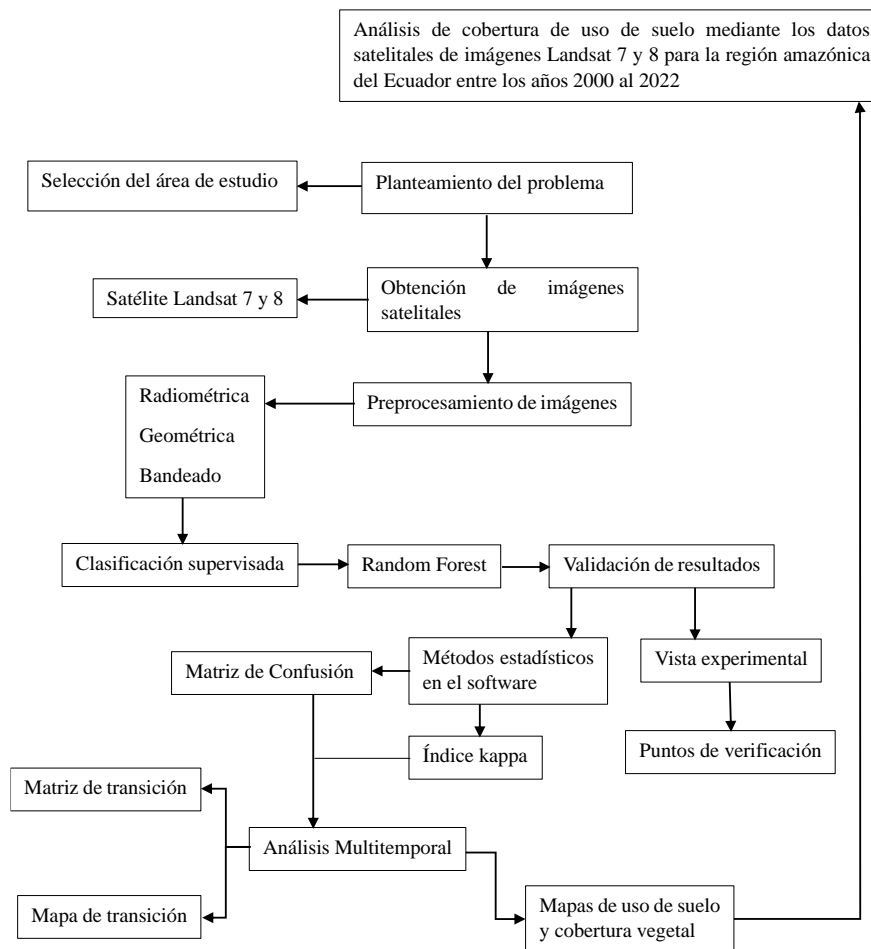 Análisis de cobertura de uso de suelo mediante los datos
satelitales de imágenes Landsat 7 y 8 para la región amazónica
del Ecuador entre los años 2000 al 2022
Selección del área de estudio
Planteamiento del problema
Satélite Landsat 7 y 8
Obtención de imágenes
satelitales
Radiométrica
Geométrica
Bandeado
Preprocesamiento de imágenes
Clasificación supervisada
Random Forest
Validación de resultados
Matriz de Confusión
Métodos estadísticos
en el software
Vista experimental
Índice kappa
Puntos de verificación
Matriz de transición
Análisis Multitemporal
Mapa de transición
Mapas de uso de suelo
y cobertura vegetal